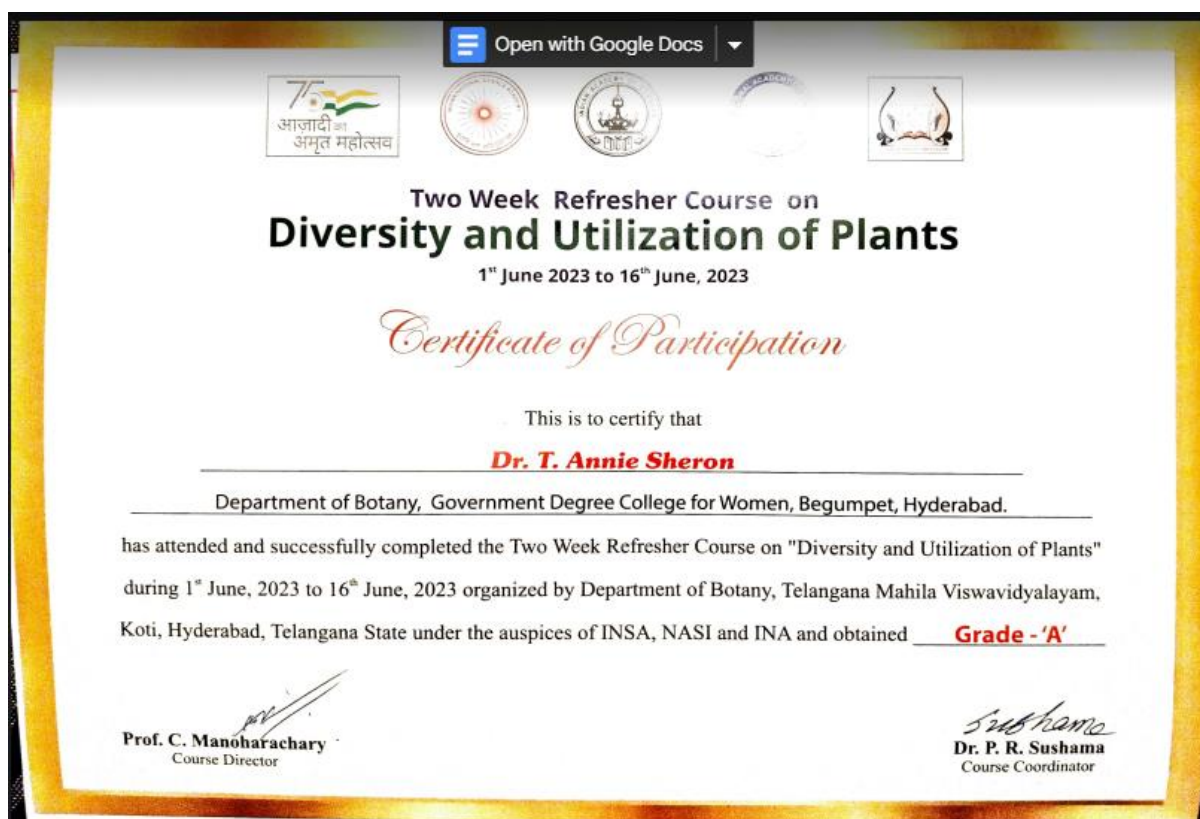 Open with Google Docs
75
आज़ादी का
अमृत महोत्सव
Two Week Refresher Course on
Diversity and Utilization of Plants
1st June 2023 to 16th June, 2023
Certificate of Participation
This is to certify that
Dr. T. Annie Sheron
Department of Botany, Government Degree College for Women, Begumpet, Hyderabad.
has attended and successfully completed the Two Week Refresher Course on "Diversity and Utilization of Plants"
during 1st June, 2023 to 16th June, 2023 organized by Department of Botany, Telangana Mahila Viswavidyalayam,
Koti, Hyderabad, Telangana State under the auspices of INSA, NASI and INA and obtained Grade - 'A'
Sushama
Prof. C. Manoharachary
Course Director
Dr. P. R. Sushama
Course Coordinator